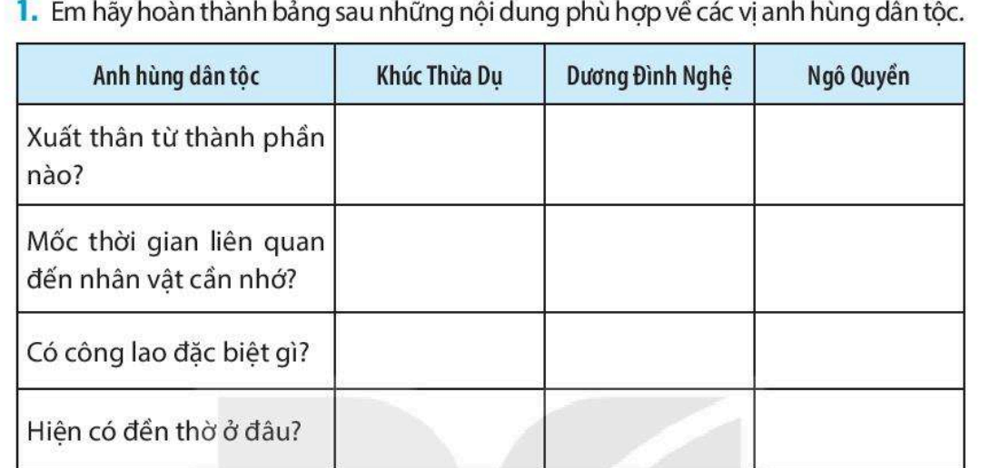 1. Em hãy hoàn thành bảng sau những nội dung phù hợp về các vị anh hùng dân tộc.
Anh hùng dân tộc Khúc Thừa Dụ Dương Đình Nghệ Ngô Quyền
Xuất thân từ thành phần
nào?
Mốc thời gian liên quan
đến nhân vật cần nhớ?
Có công lao đặc biệt gì?
Hiện có đền thờ ở đâu?